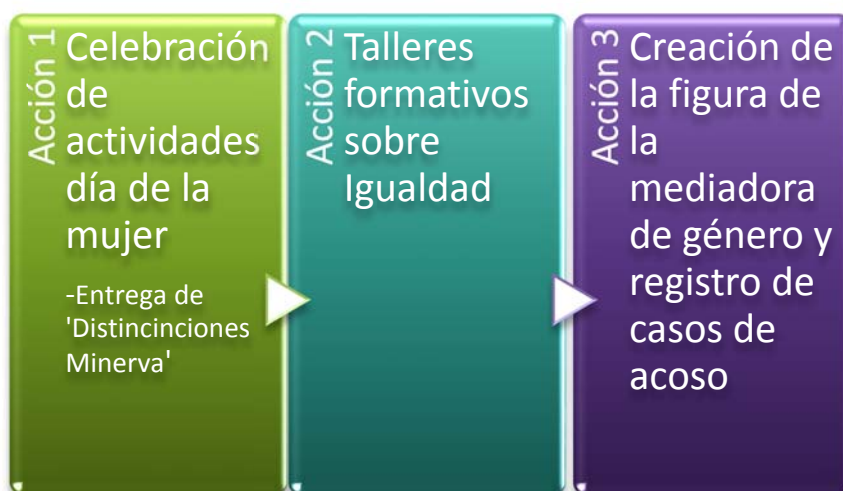 Acción 1
Celebración
de
actividades
día de la
mujer
-Entrega de
'Distincinciones
Minerva'
Acción 2
Talleres
formativos
sobre
Igualdad
Acción 3
Creación de
la figura de
la
mediadora
de género y
registro de
casos de
acoso